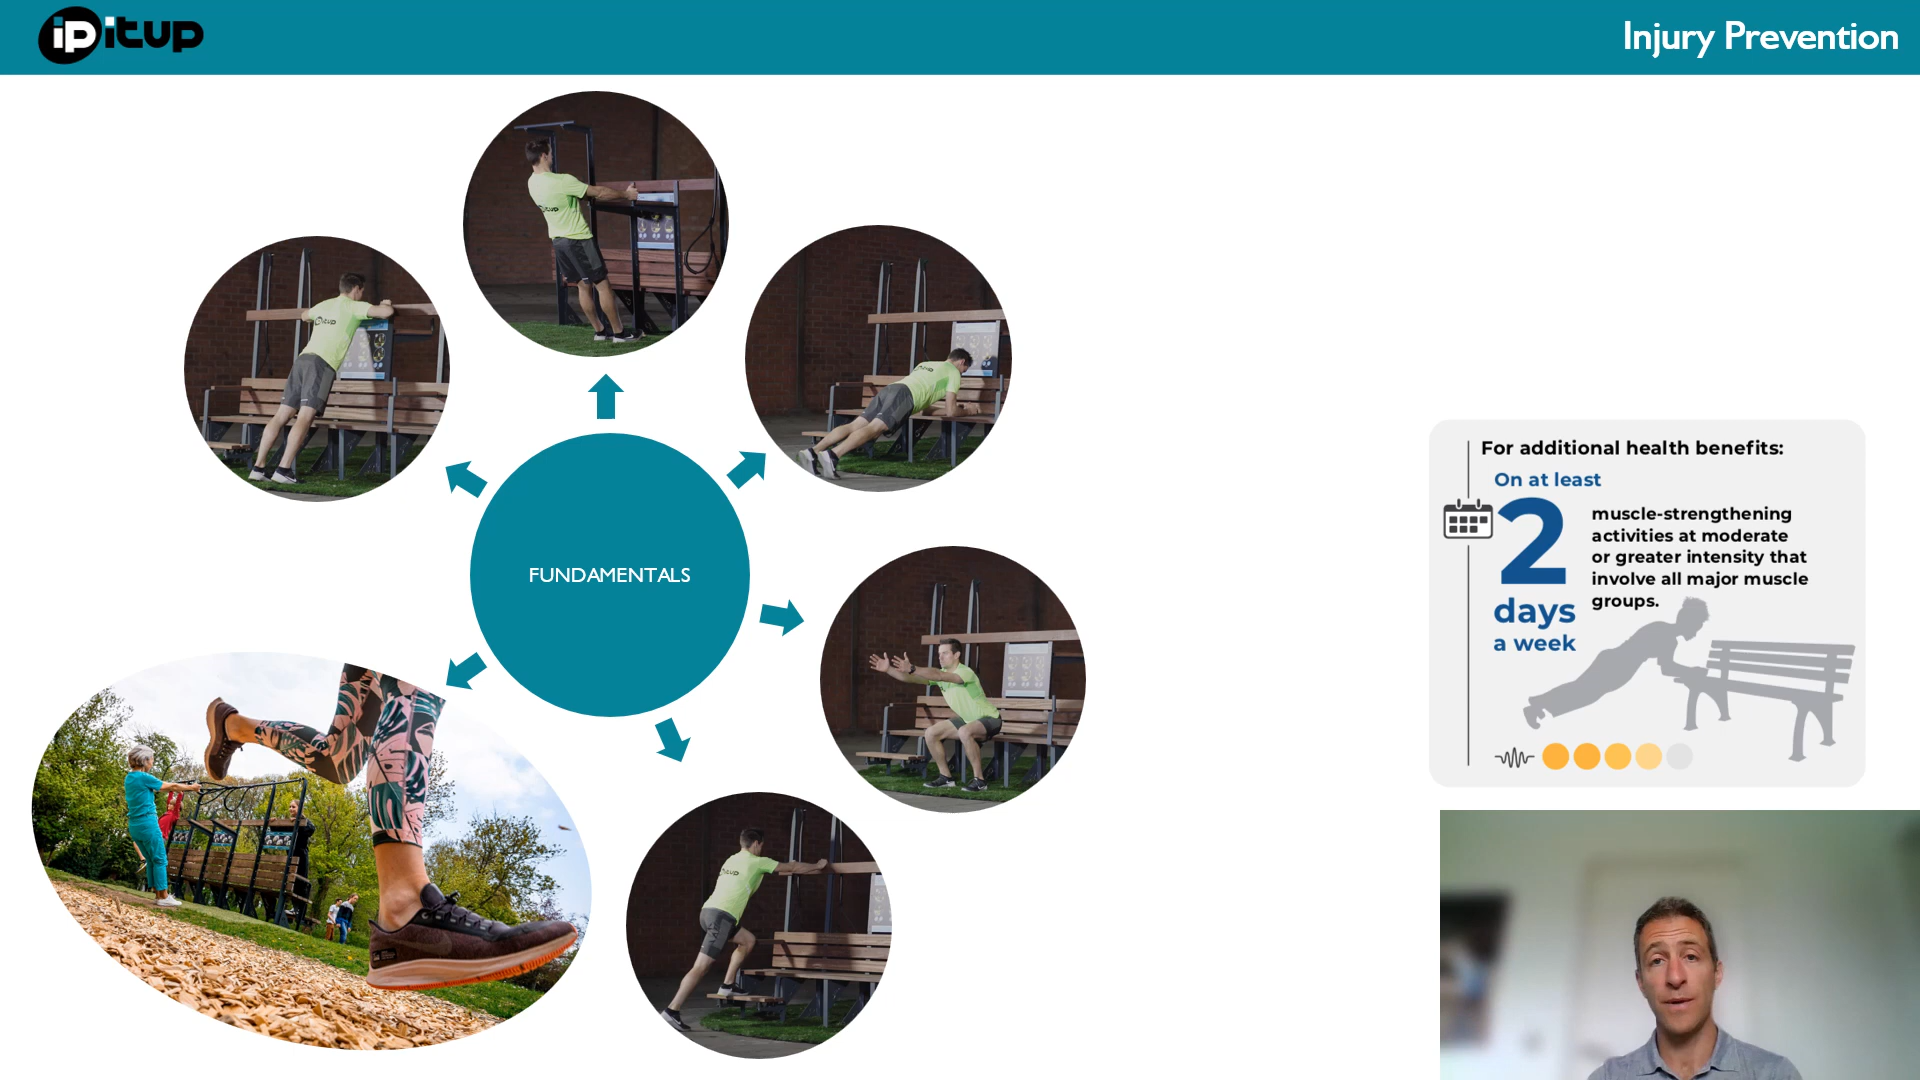 ipitup
Injury Prevention
FUNDAMENTALS
For additional health benefits:
On at least
2
days
a week
muscle-strengthening
activities at moderate
or greater intensity that
involve all major muscle
groups.